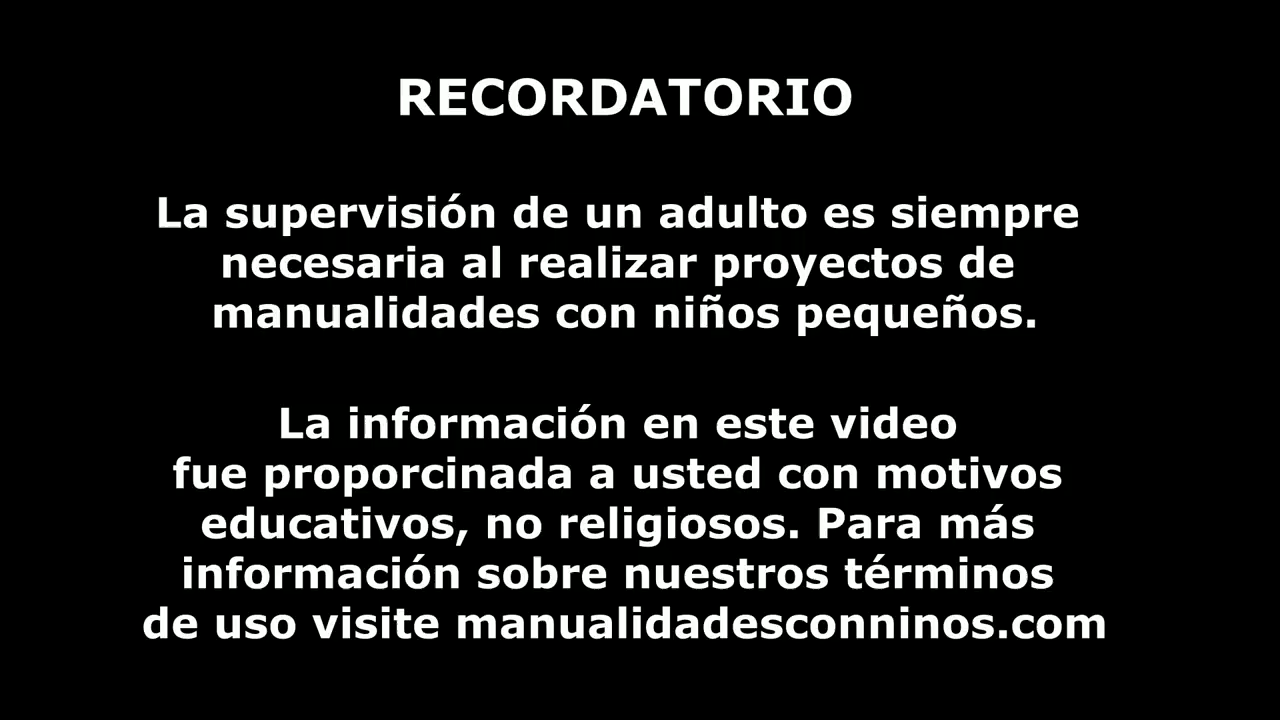 RECORDATORIO
La supervisión de un adulto es siempre
necesaria al realizar proyectos de
manualidades con niños pequeños.
La información en este video
fue proporcinada a usted con motivos
educativos, no religiosos. Para más
información sobre nuestros términos
de uso visite manualidadesconninos.com